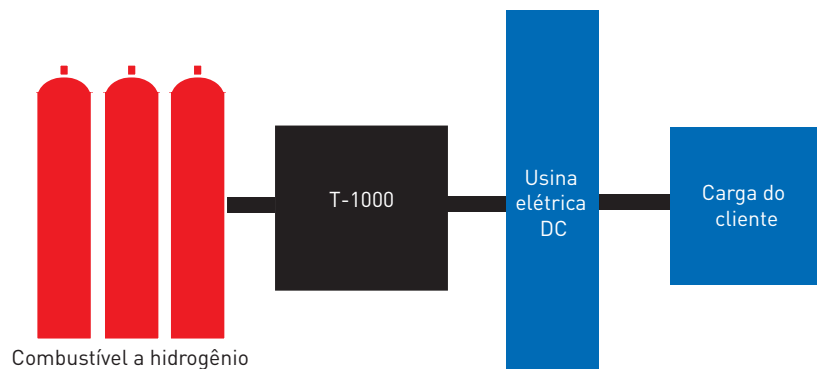 T-1000
Usina
elétrica
DC
Carga do
cliente
Combustível a hidrogênio